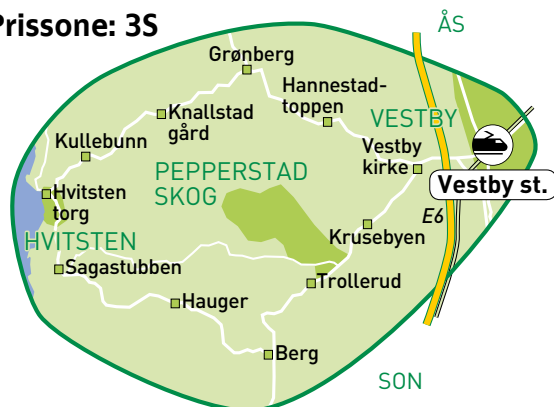 Prissone: 3S
ÅS
Grønberg
Hannestad-
toppen
Knallstad
gård
VESTBY
Kullebunn
Vestby
kirke
PEPPERSTAD
SKOG
Vestby st.
Hvitsten
torg
E6
Krusebyen
HVITSTEN
Sagastubben
Trollerud
Hauger
Berg
SON